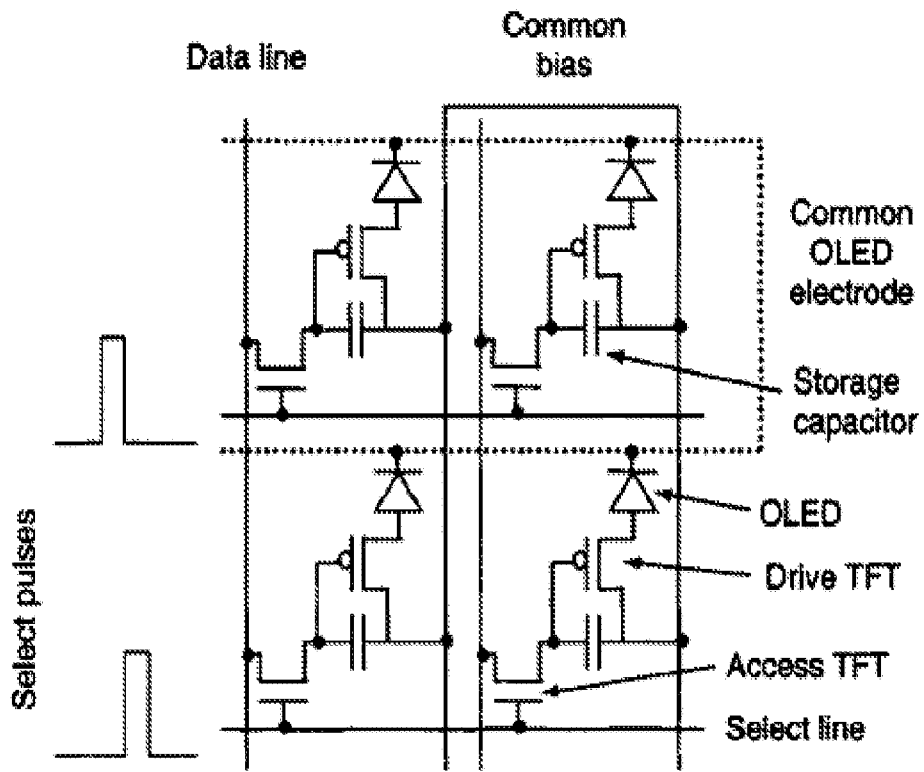 Data line
Common
bias
Common
OLED
electrode
Storage
capacitor
OLED
Drive TFT
Access TFT
Select line
Select pulses